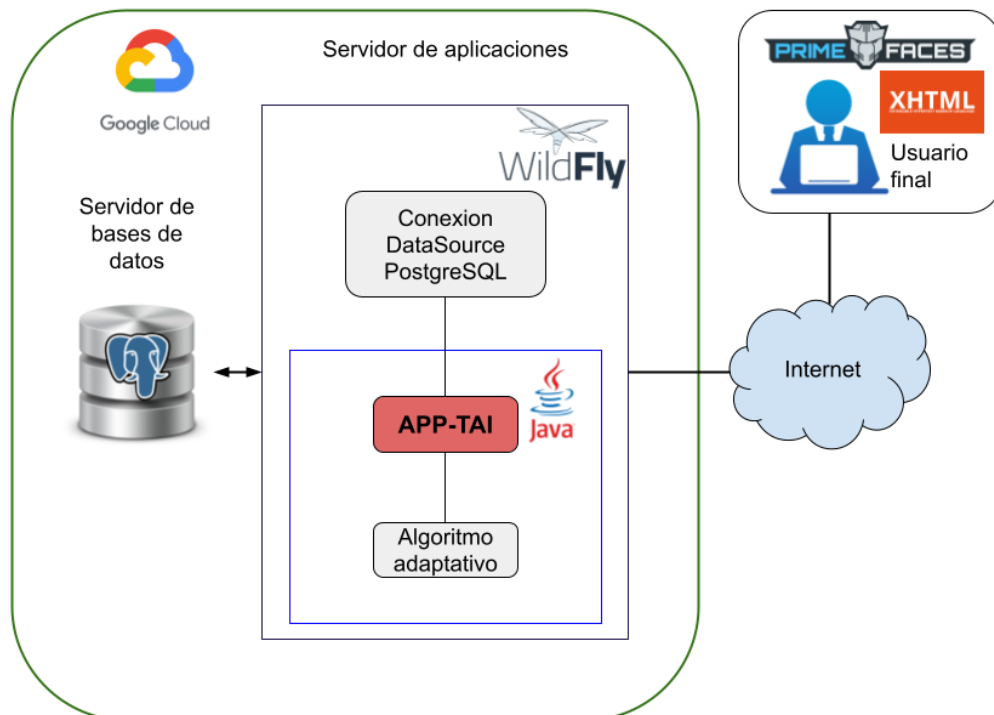 Servidor de aplicaciones
Google Cloud
PRIME FACES
XHTML
Usuario
final
WildFly
Servidor de
bases de
datos
Conexion
DataSource
PostgreSQL
Internet
APP-TAI
Java
Algoritmo
adaptativo